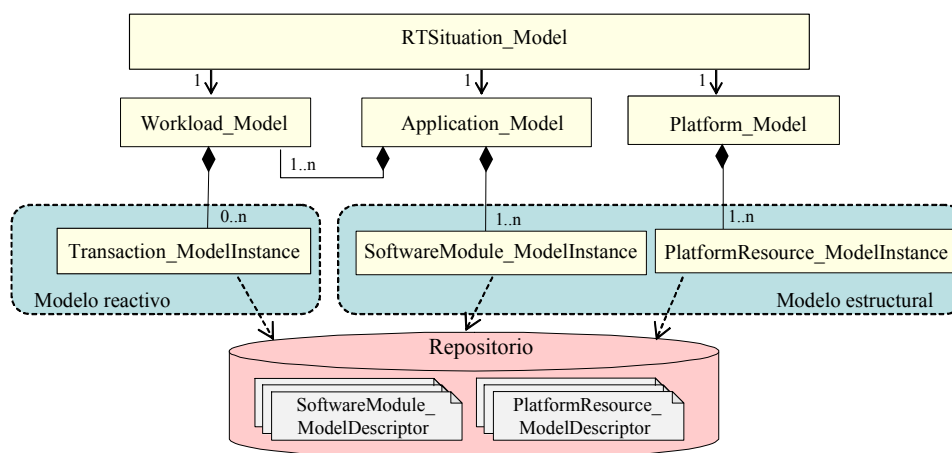 RTSituation_Model
1
1
1
Workload_Model
Application_Model
Platform_Model
1..n
0..n
1..n
1..n
Transaction_ModelInstance
SoftwareModule_ModelInstance
PlatformResource_ModelInstance
Modelo reactivo
Modelo estructural
Repositorio
SoftwareModule_
ModelDescriptor
PlatformResource_
ModelDescriptor